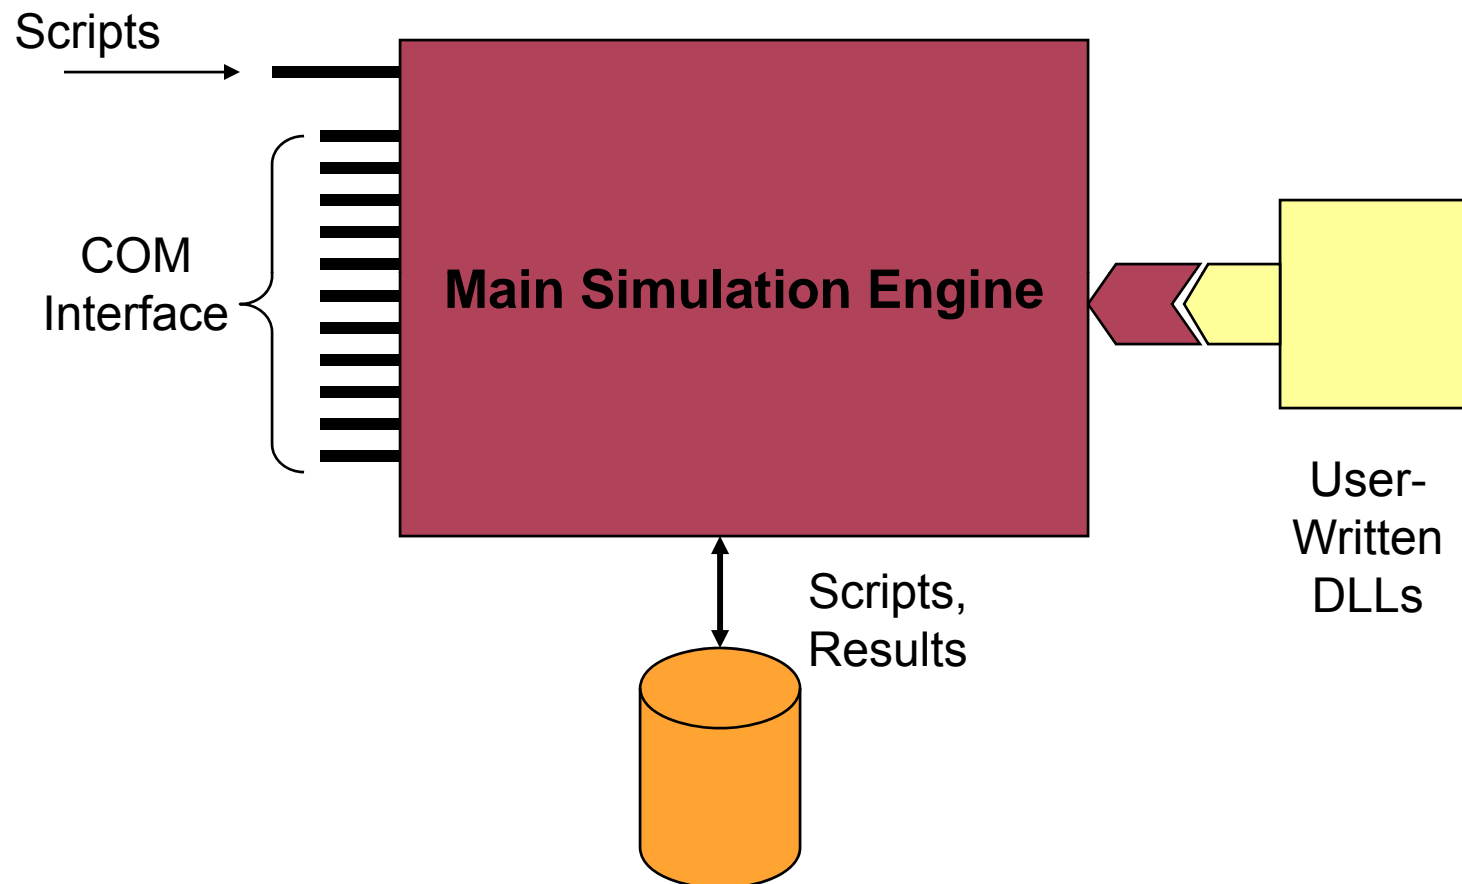 Scripts
COM
Interface
Main Simulation Engine
User-
Written
DLLs
Scripts,
Results